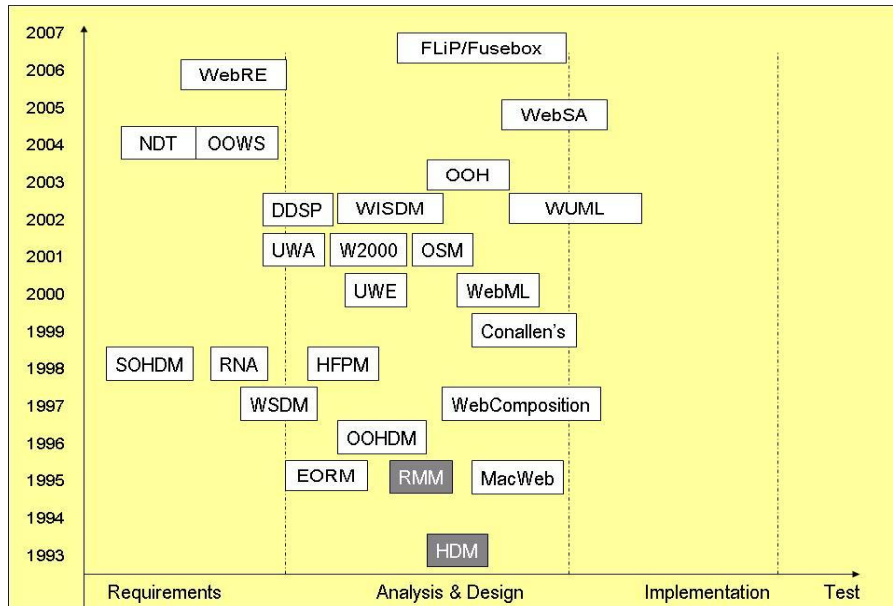 2007
FLiP/Fusebox
2006
WebRE
2005
WebSA
2004
NDT OOWS
2003
OOH
2002
DDSP WISDM WUML
2001
UWA W2000 OSM
2000
UWE WebML
1999
Conallen's
1998
SOHDM RNA HFPM
1997
WSDM WebComposition
1996
OOHDM
1995
EORM RMM MacWeb
1994
1993
HDM
Requirements Analysis & Design Implementation Test